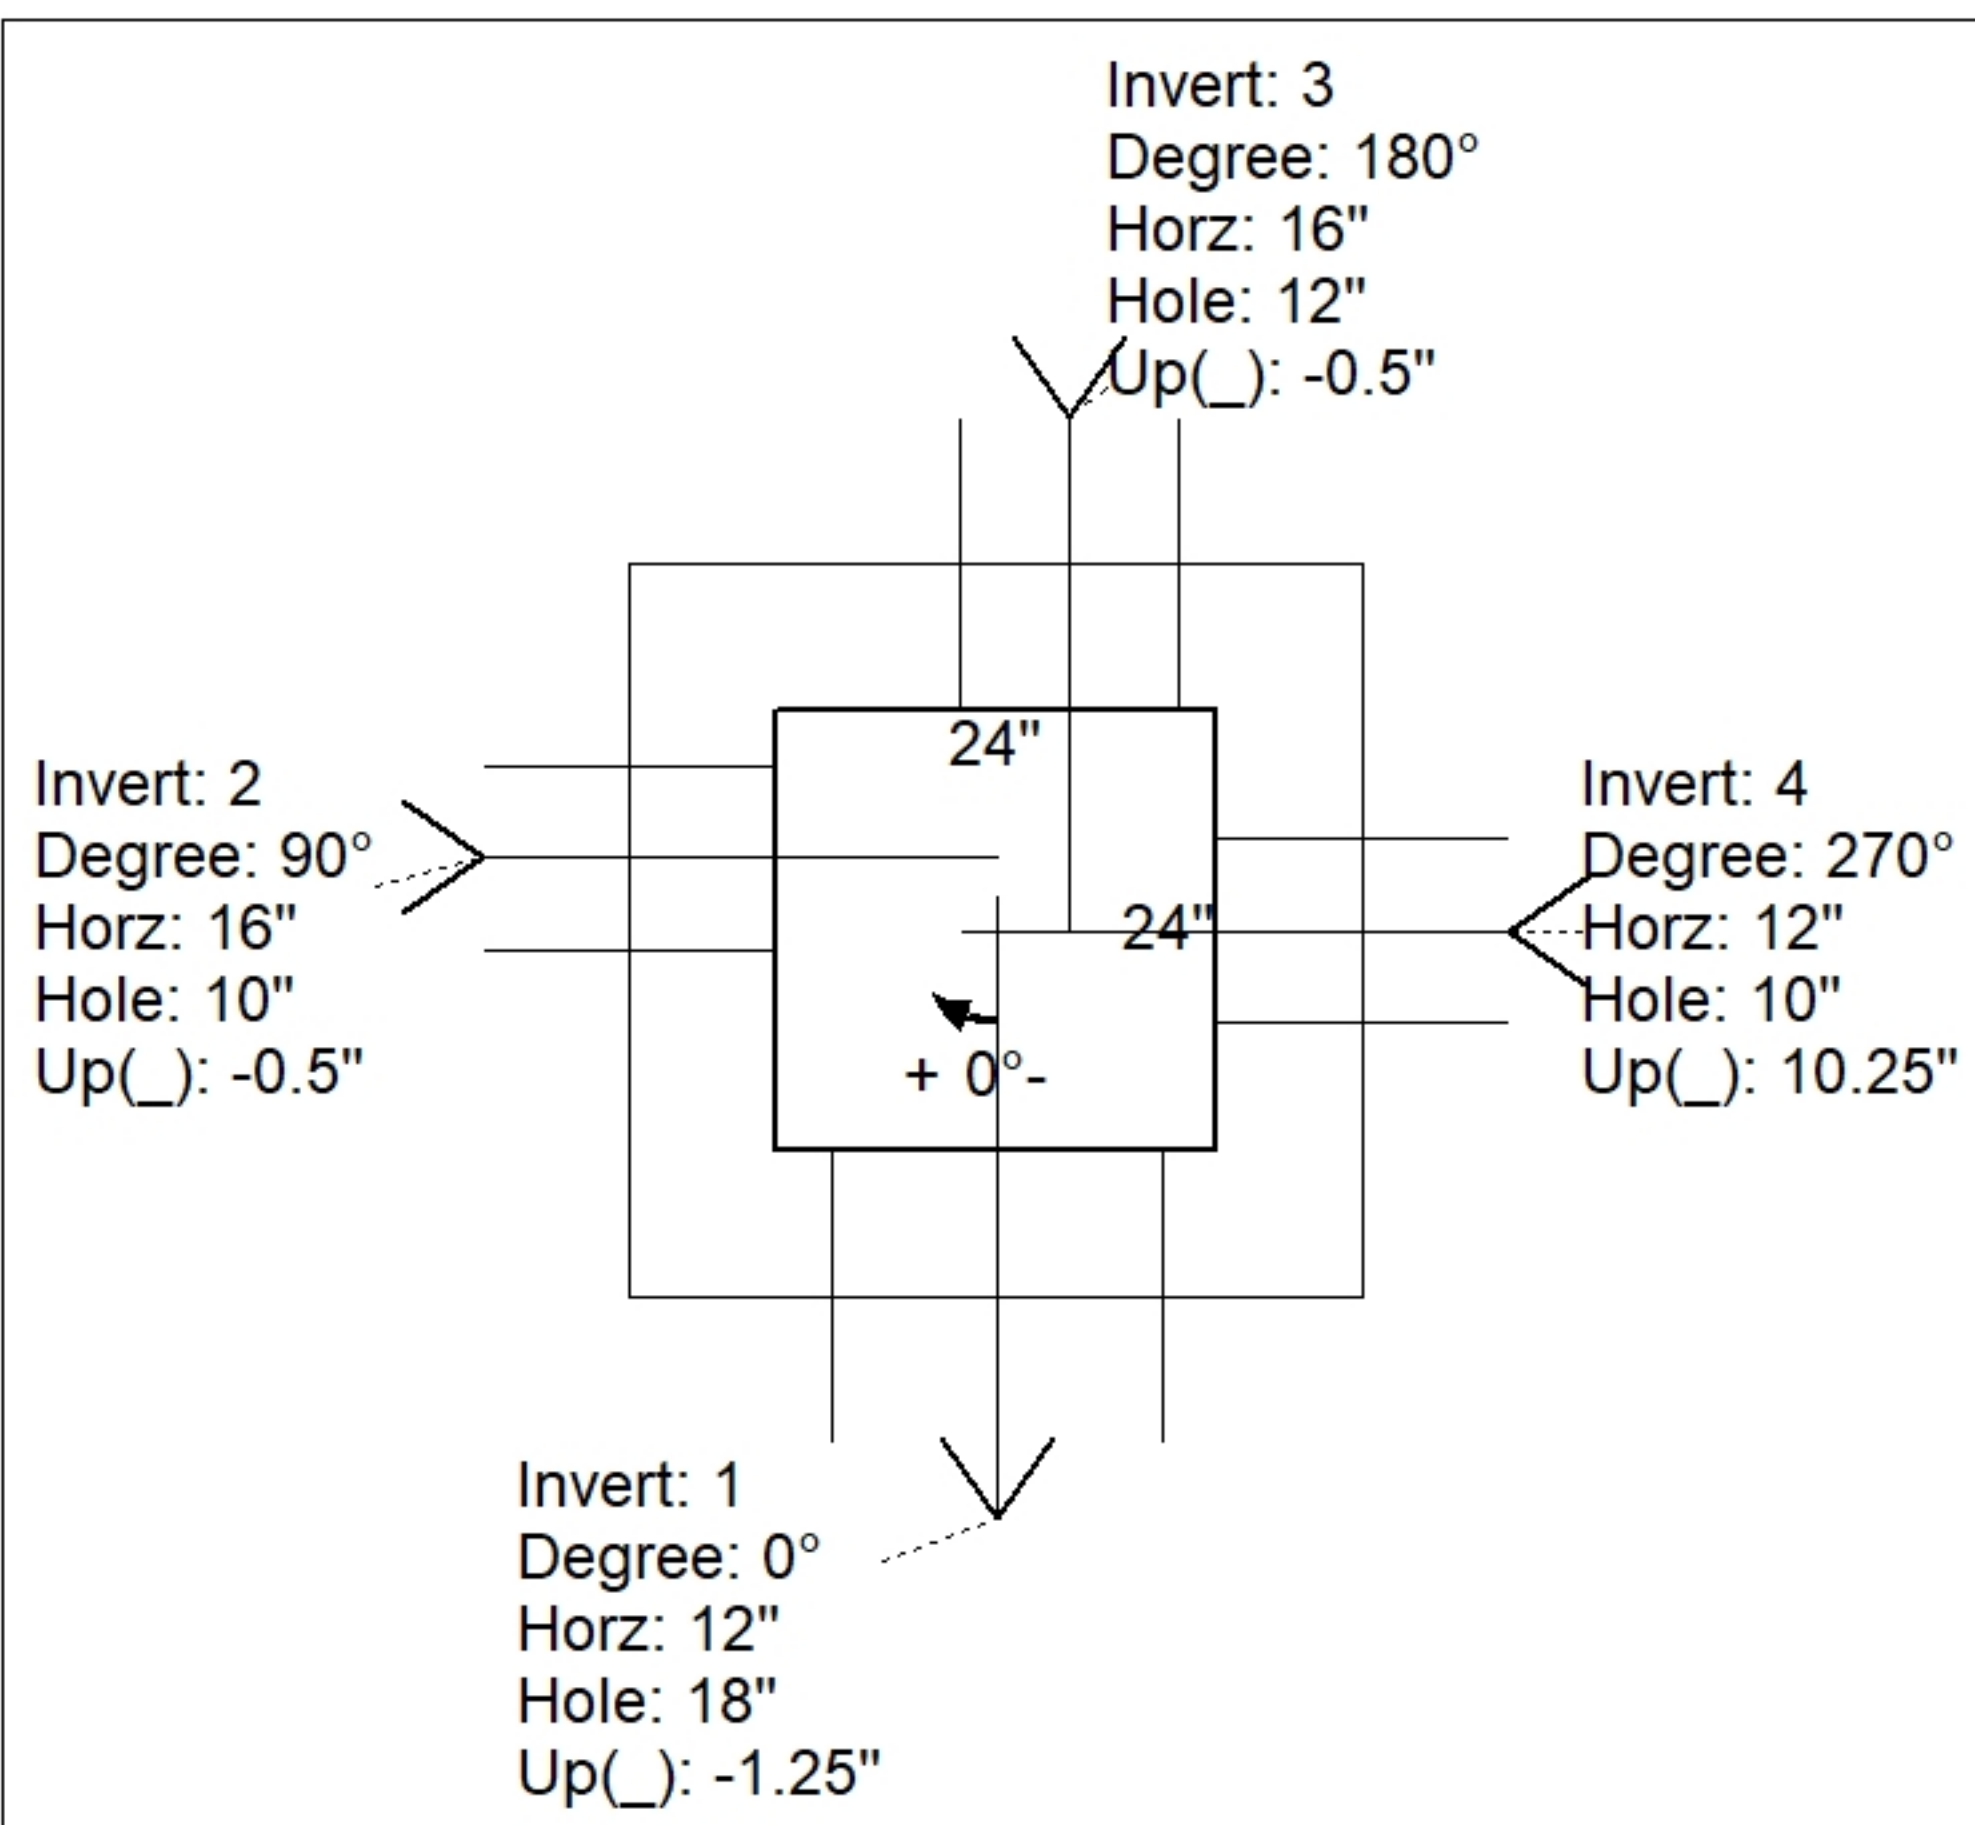 Invert: 3
Degree: 180°
Horz: 16"
Hole: 12"
Up(_): -0.5"
24"
Invert: 2
Degree: 90°
Horz: 16"
Hole: 10"
Up(_): -0.5"
24"
+ 0°-
Invert: 4
Degree: 270°
Horz: 12"
Hole: 10"
Up(_): 10.25"
Invert: 1
Degree: 0°
Horz: 12"
Hole: 18"
Up(_): -1.25"